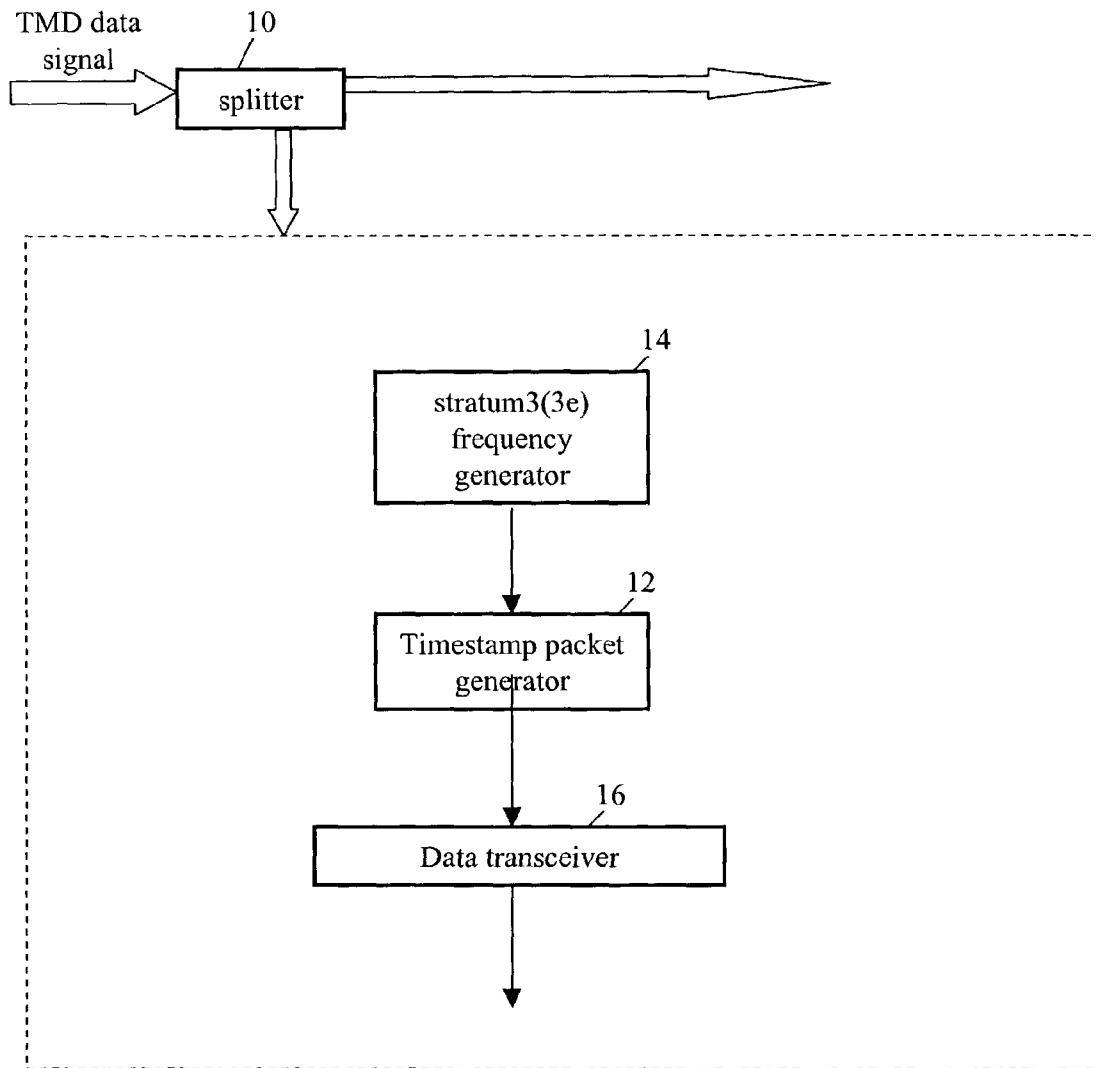 TMD data
signal
10
splitter
14
stratum3(3e)
frequency
generator
12
Timestamp packet
generator
16
Data transceiver